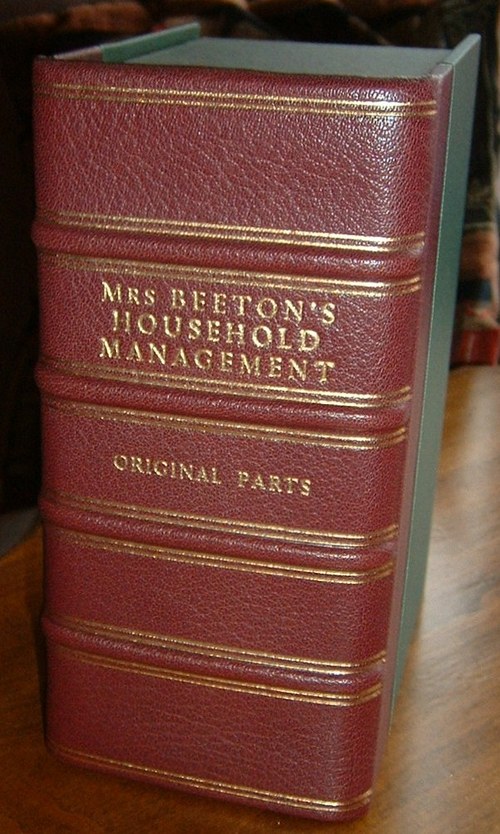 MRS BEETON'S
HOUSEHOLD
MANAGEMENT
ORIGINAL PARTS